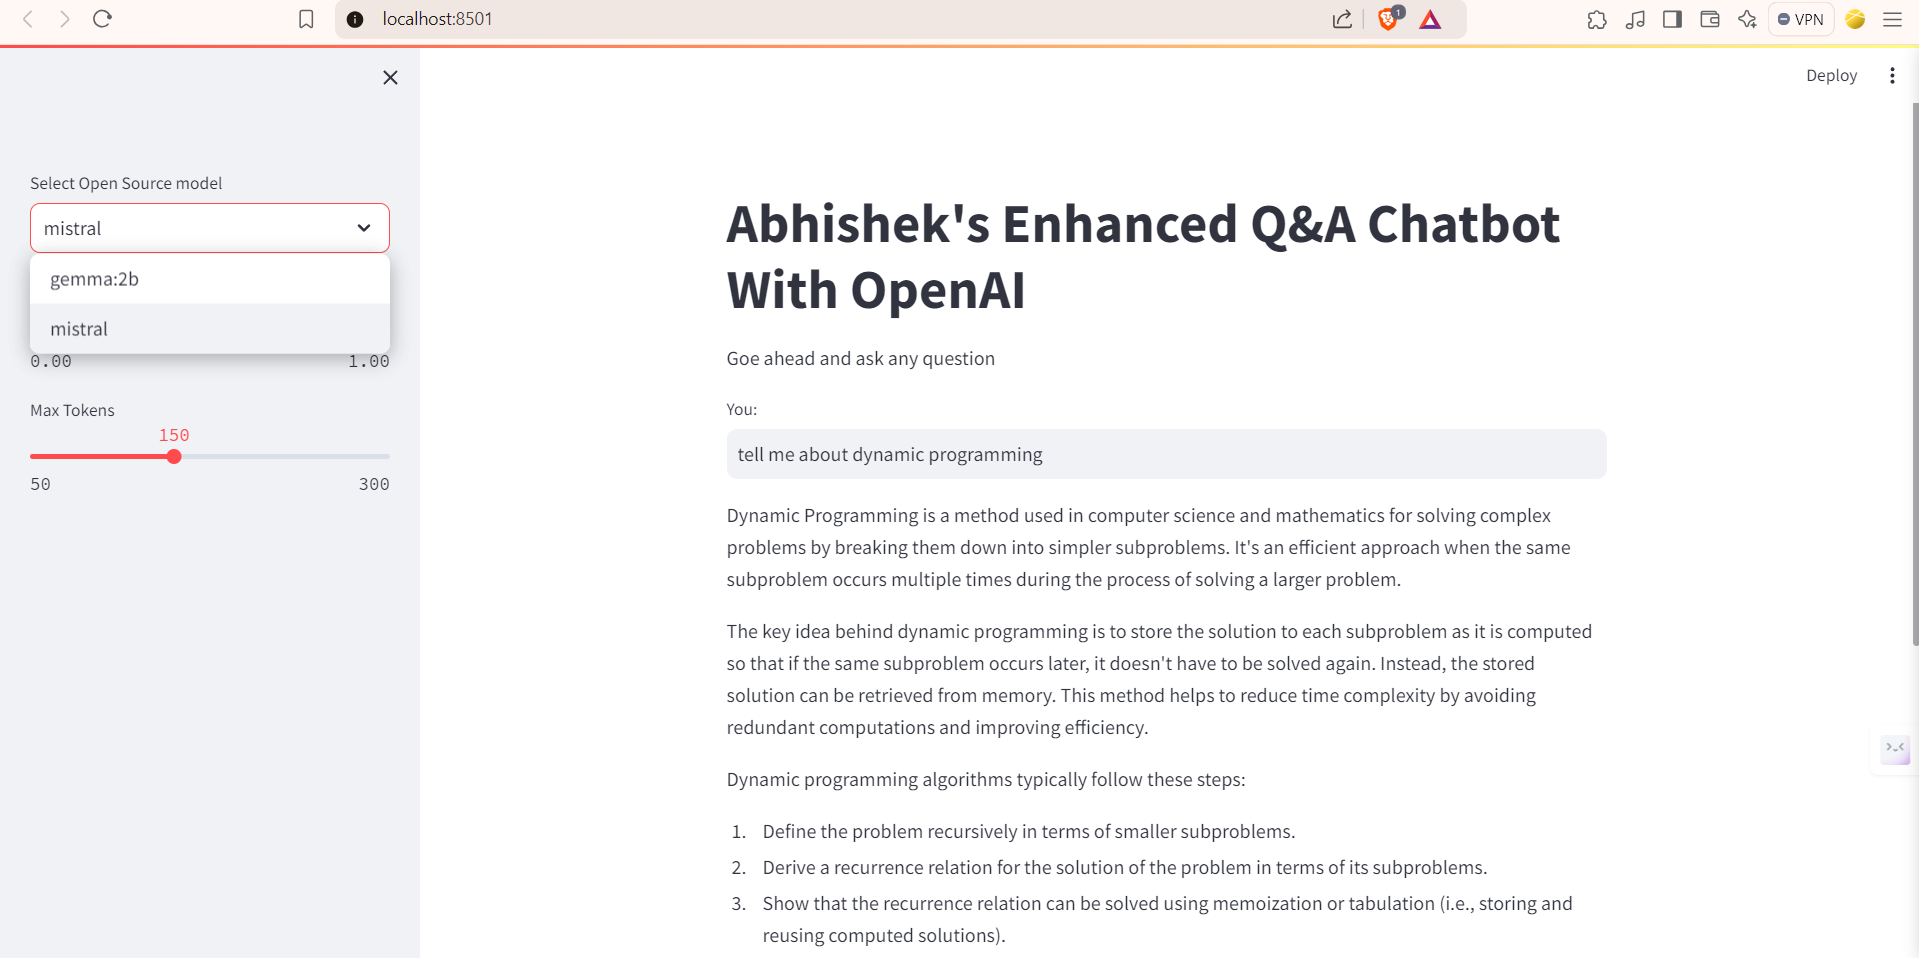 localhost:8501
1
VPN
Deploy
Select Open Source model
mistral
gemma:2b
mistral
0.00 1.00
Max Tokens
150
50 300
Abhishek's Enhanced Q&A Chatbot
With OpenAI
Goe ahead and ask any question
You:
tell me about dynamic programming
Dynamic Programming is a method used in computer science and mathematics for solving complex
problems by breaking them down into simpler subproblems. It's an efficient approach when the same
subproblem occurs multiple times during the process of solving a larger problem.
The key idea behind dynamic programming is to store the solution to each subproblem as it is computed
so that if the same subproblem occurs later, it doesn't have to be solved again. Instead, the stored
solution can be retrieved from memory. This method helps to reduce time complexity by avoiding
redundant computations and improving efficiency.
Dynamic programming algorithms typically follow these steps:
1. Define the problem recursively in terms of smaller subproblems.
2. Derive a recurrence relation for the solution of the problem in terms of its subproblems.
3. Show that the recurrence relation can be solved using memoization or tabulation (i.e., storing and
reusing computed solutions).